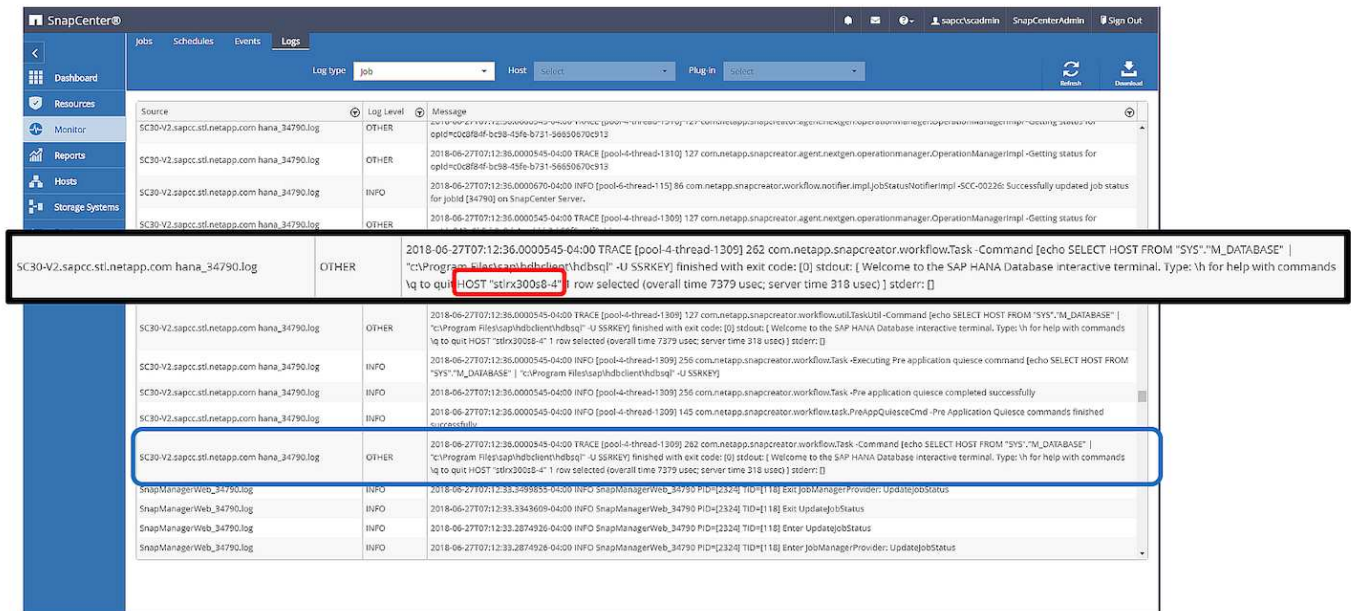 SnapCenter®
sapcc\scadmin SnapCenterAdmin Sign Out
Jobs Schedules Events Logs
Log type Job Host Select Plug-in Select
Refresh Download
Dashboard
Resources
Monitor
Reports
Hosts
Storage Systems
Source Log Level Message
SC30-V2.sapcc.stl.netapp.com hana_34790.log OTHER
opId=c0c8f84f-bc98-45fe-b731-56650670c913
SC30-V2.sapcc.stl.netapp.com hana_34790.log OTHER 2018-06-27T07:12:36.0000545-04:00 TRACE [pool-4-thread-1310] 127 com.netapp.snapcreator.agent.nextgen.operationmanager.OperationManagerImpl -Getting status for
opId=c0c8f84f-bc98-45fe-b731-56650670c913
SC30-V2.sapcc.stl.netapp.com hana_34790.log INFO 2018-06-27T07:12:36.0000670-04:00 INFO [pool-6-thread-115] 86 com.netapp.snapcreator.workflow.notifier.impl.JobStatusNotifierImpl -SCC-00226: Successfully updated job status
for jobId [34790] on SnapCenter Server.
SC30-V2.sapcc.stl.netapp.com hana_34790.log OTHER 2018-06-27T07:12:36.0000545-04:00 TRACE [pool-4-thread-1309] 127 com.netapp.snapcreator.agent.nextgen.operationmanager.OperationManagerImpl -Getting status for
SC30-V2.sapcc.stl.netapp.com hana_34790.log OTHER 2018-06-27T07:12:36.0000545-04:00 TRACE [pool-4-thread-1309] 262 com.netapp.snapcreator.workflow.Task -Command [echo SELECT HOST FROM "SYS"."M_DATABASE" |
"c:\Program Files\sap\hdbclient\hdbsql" -U SSRKEY] finished with exit code: [0] stdout: [ Welcome to the SAP HANA Database interactive terminal. Type: \h for help with commands
\q to quit HOST "stlrx300s8-4" 1 row selected (overall time 7379 usec; server time 318 usec) ] stderr: []
SC30-V2.sapcc.stl.netapp.com hana_34790.log OTHER 2018-06-27T07:12:36.0000545-04:00 TRACE [pool-4-thread-1309] 127 com.netapp.snapcreator.workflow.util.TaskUtil -Command [echo SELECT HOST FROM "SYS"."M_DATABASE" |
"c:\Program Files\sap\hdbclient\hdbsql" -U SSRKEY] finished with exit code: [0] stdout: [ Welcome to the SAP HANA Database interactive terminal. Type: \h for help with commands
\q to quit HOST "stlrx300s8-4" 1 row selected (overall time 7379 usec; server time 318 usec) ] stderr: []
SC30-V2.sapcc.stl.netapp.com hana_34790.log INFO 2018-06-27T07:12:36.0000545-04:00 INFO [pool-4-thread-1309] 256 com.netapp.snapcreator.workflow.Task -Executing Pre application quiesce command [echo SELECT HOST FROM
"SYS"."M_DATABASE" | "c:\Program Files\sap\hdbclient\hdbsql" -U SSRKEY]
SC30-V2.sapcc.stl.netapp.com hana_34790.log INFO 2018-06-27T07:12:36.0000545-04:00 INFO [pool-4-thread-1309] 256 com.netapp.snapcreator.workflow.Task -Pre application quiesce completed successfully
SC30-V2.sapcc.stl.netapp.com hana_34790.log INFO 2018-06-27T07:12:36.0000545-04:00 INFO [pool-4-thread-1309] 145 com.netapp.snapcreator.workflow.task.PreAppQuiesceCmd -Pre Application Quiesce commands finished
successfully
SC30-V2.sapcc.stl.netapp.com hana_34790.log OTHER 2018-06-27T07:12:36.0000545-04:00 TRACE [pool-4-thread-1309] 262 com.netapp.snapcreator.workflow.Task -Command [echo SELECT HOST FROM "SYS"."M_DATABASE" |
"c:\Program Files\sap\hdbclient\hdbsql" -U SSRKEY] finished with exit code: [0] stdout: [ Welcome to the SAP HANA Database interactive terminal. Type: \h for help with commands
\q to quit HOST "stlrx300s8-4" 1 row selected (overall time 7379 usec; server time 318 usec) ] stderr: []
SnapManagerWeb_34790.log INFO 2018-06-27T07:12:33.3499855-04:00 INFO SnapManagerWeb_34790 PID=[2324] TID=[118] Exit JobManagerProvider: UpdateJobStatus
SnapManagerWeb_34790.log INFO 2018-06-27T07:12:33.3343609-04:00 INFO SnapManagerWeb_34790 PID=[2324] TID=[118] Exit UpdateJobStatus
SnapManagerWeb_34790.log INFO 2018-06-27T07:12:33.2874926-04:00 INFO SnapManagerWeb_34790 PID=[2324] TID=[118] Enter UpdateJobStatus
SnapManagerWeb_34790.log INFO 2018-06-27T07:12:33.2874926-04:00 INFO SnapManagerWeb_34790 PID=[2324] TID=[118] Enter JobManagerProvider: UpdateJobStatus